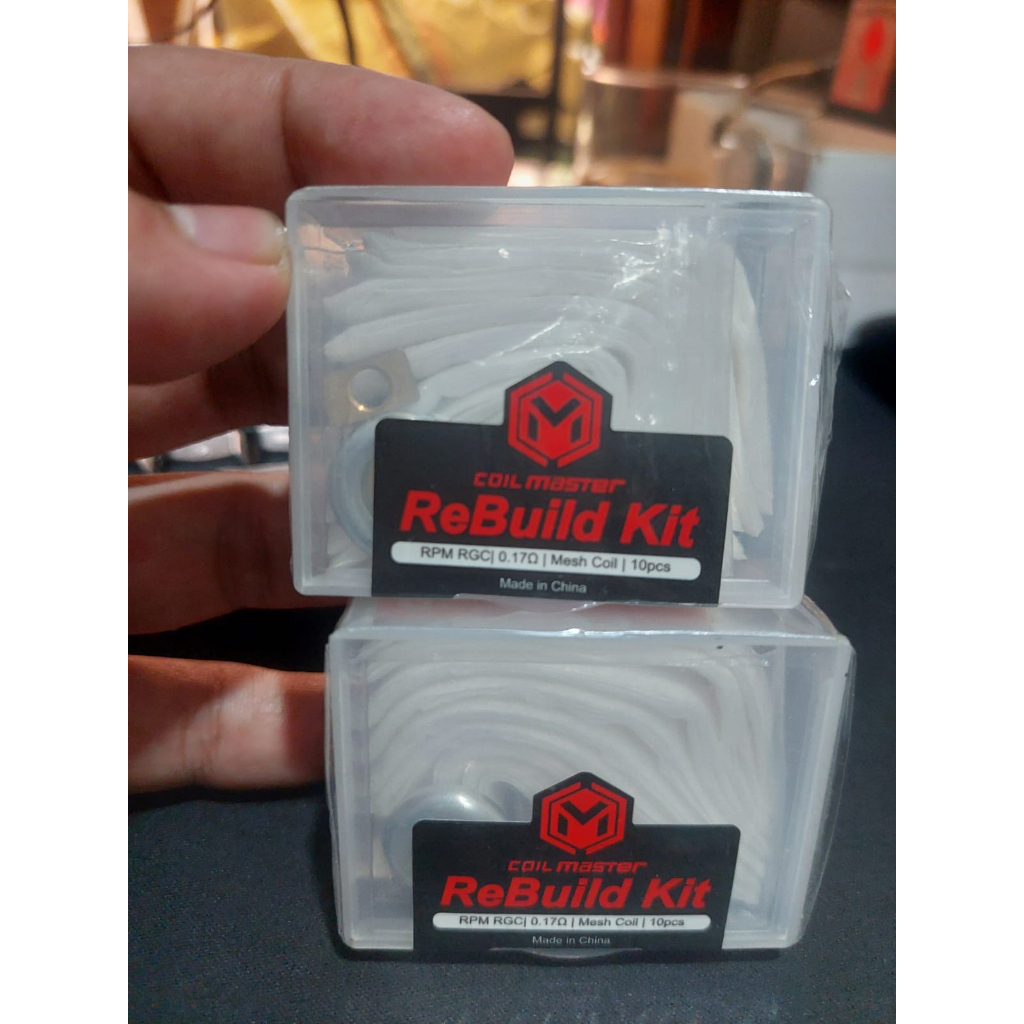 COIL MASTER
ReBuild Kit
RPM RGC| 0.17Ω | Mesh Coil | 10pcs
Made in China
COIL MASTER
ReBuild Kit
RPM RGC| 0.17Ω | Mesh Coil | 10pcs
Made in China